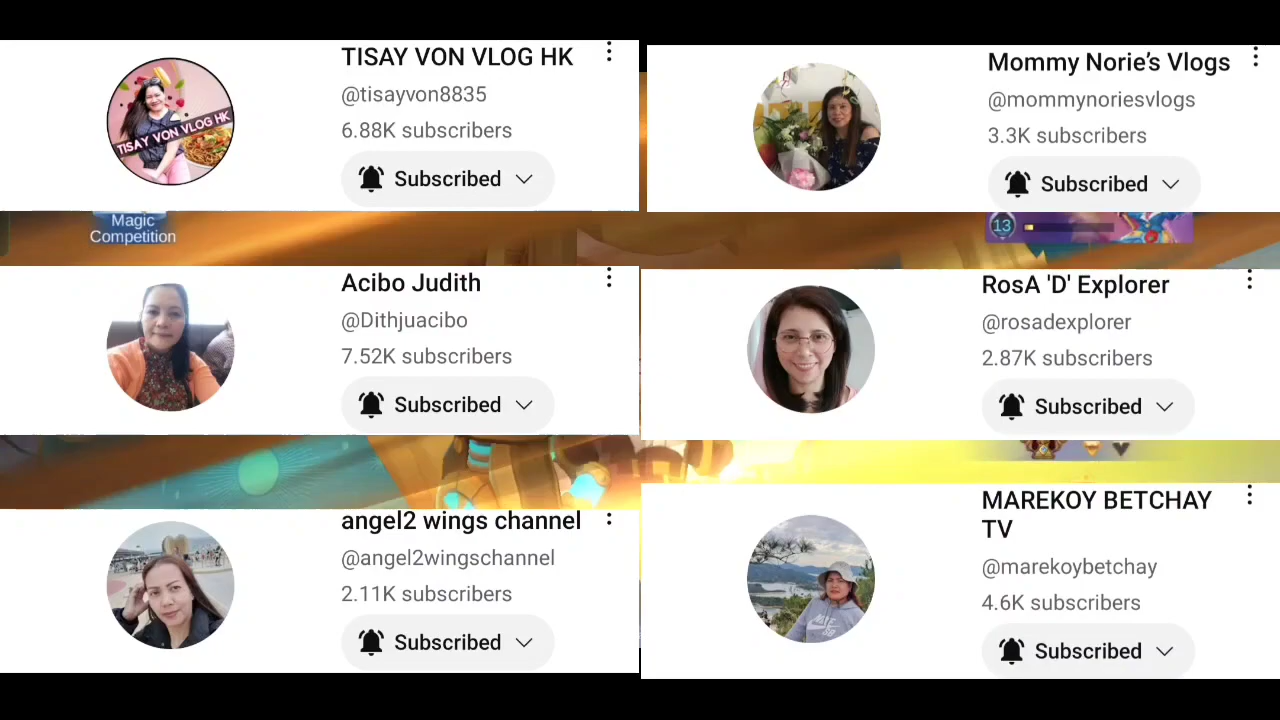 TISAY VON VLOG HK
@tisayvon8835
6.88K subscribers
Subscribed
TISAY VON VLOG HK
Mommy Norie’s Vlogs
@mommynoriesvlogs
3.3K subscribers
Subscribed
Magic
Competition
13
Acibo Judith
@Dithjuacibo
7.52K subscribers
Subscribed
RosA 'D' Explorer
@rosadexplorer
2.87K subscribers
Subscribed
angel2 wings channel
@angel2wingschannel
2.11K subscribers
Subscribed
MAREKOY BETCHAY
TV
@marekoybetchay
4.6K subscribers
Subscribed
NIKE
SB